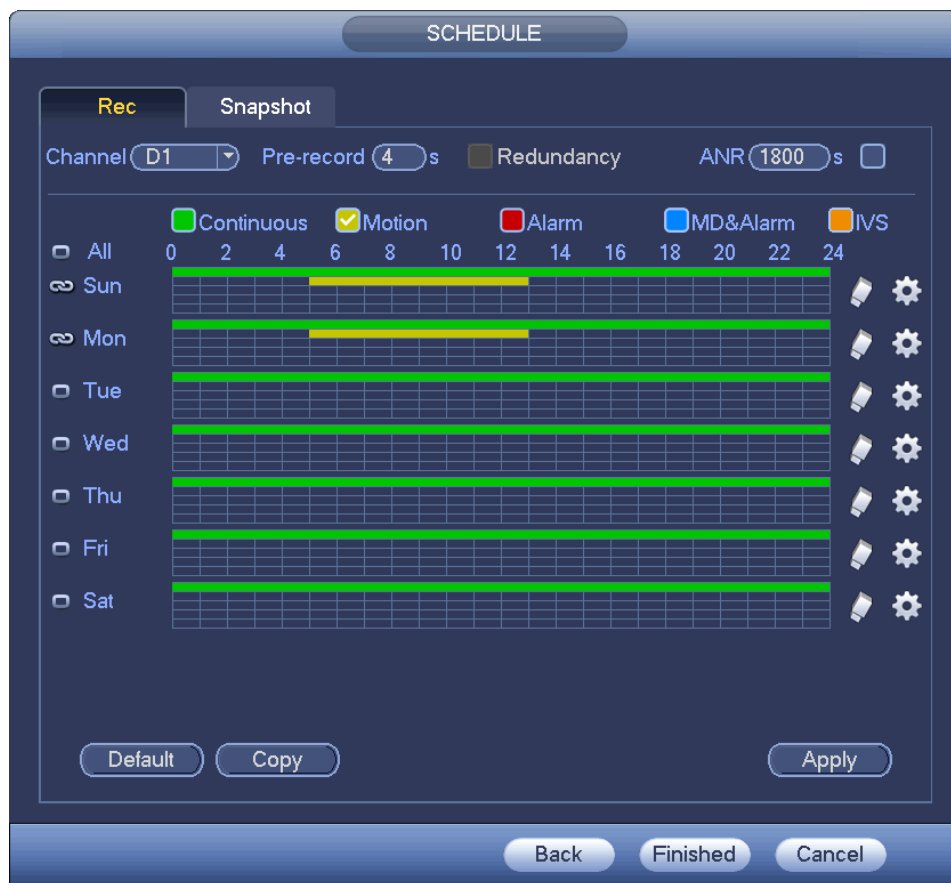 SCHEDULE
Rec Snapshot
Channel D1 Pre-record 4 s Redundancy ANR 1800 s
Continuous Motion Alarm MD&Alarm IVS
All 0 2 4 6 8 10 12 14 16 18 20 22 24
Sun
Mon
Tue
Wed
Thu
Fri
Sat
Default Copy Apply
Back Finished Cancel